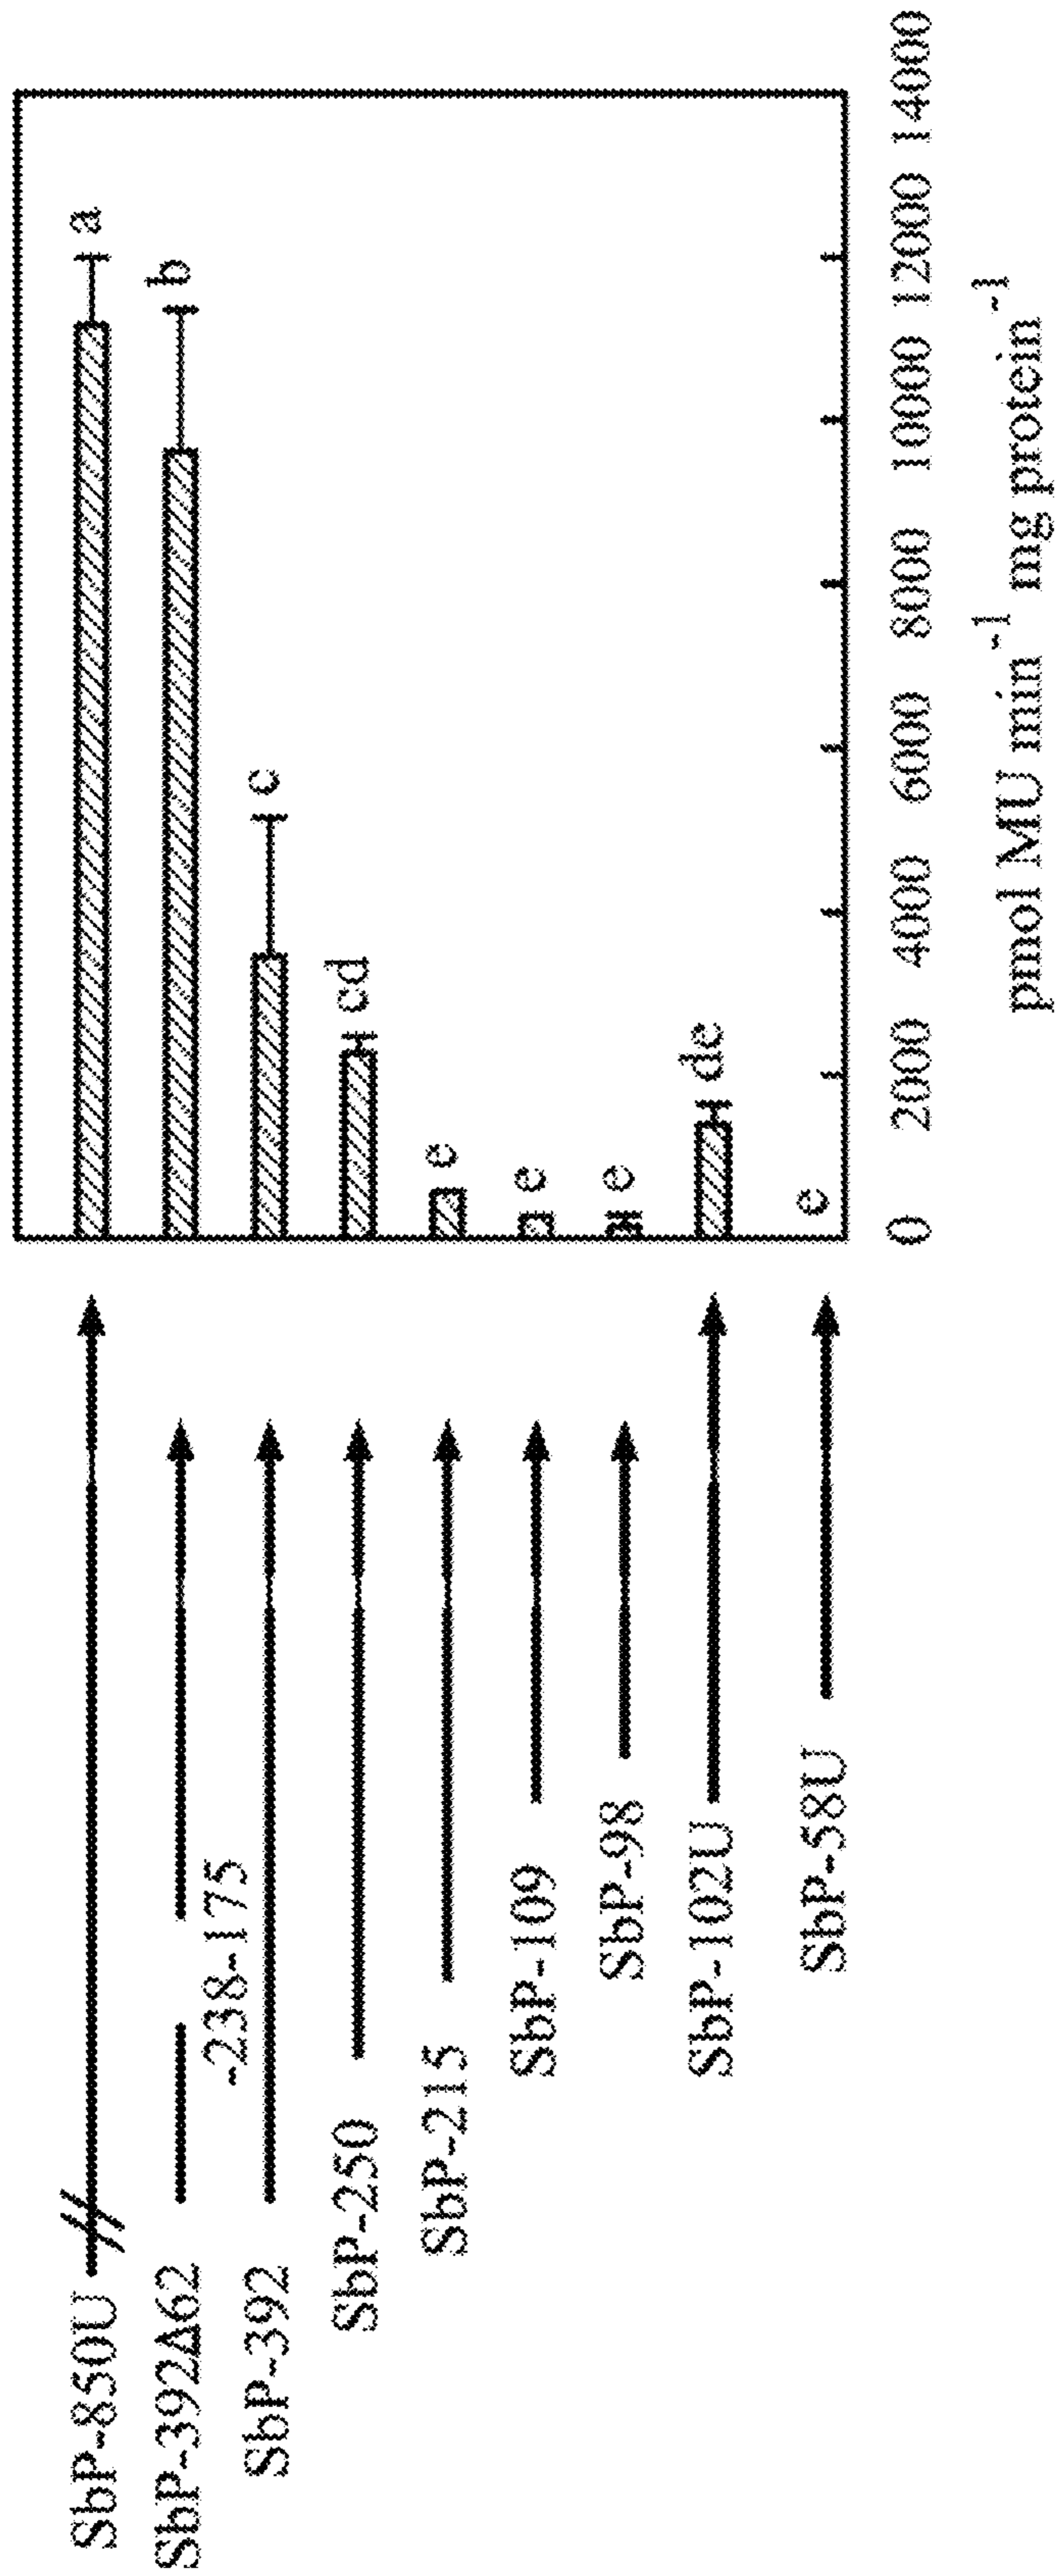 SbP-850U
a
SbP-392Δ62
b
-238-175
SbP-392
c
SbP-250
cd
SbP-215
e
SbP-109
e
SbP-98
e
SbP-102U
de
SbP-58U
e
0 2000 4000 6000 8000 10000 12000 14000
pmol MU min-1 mg protein-1